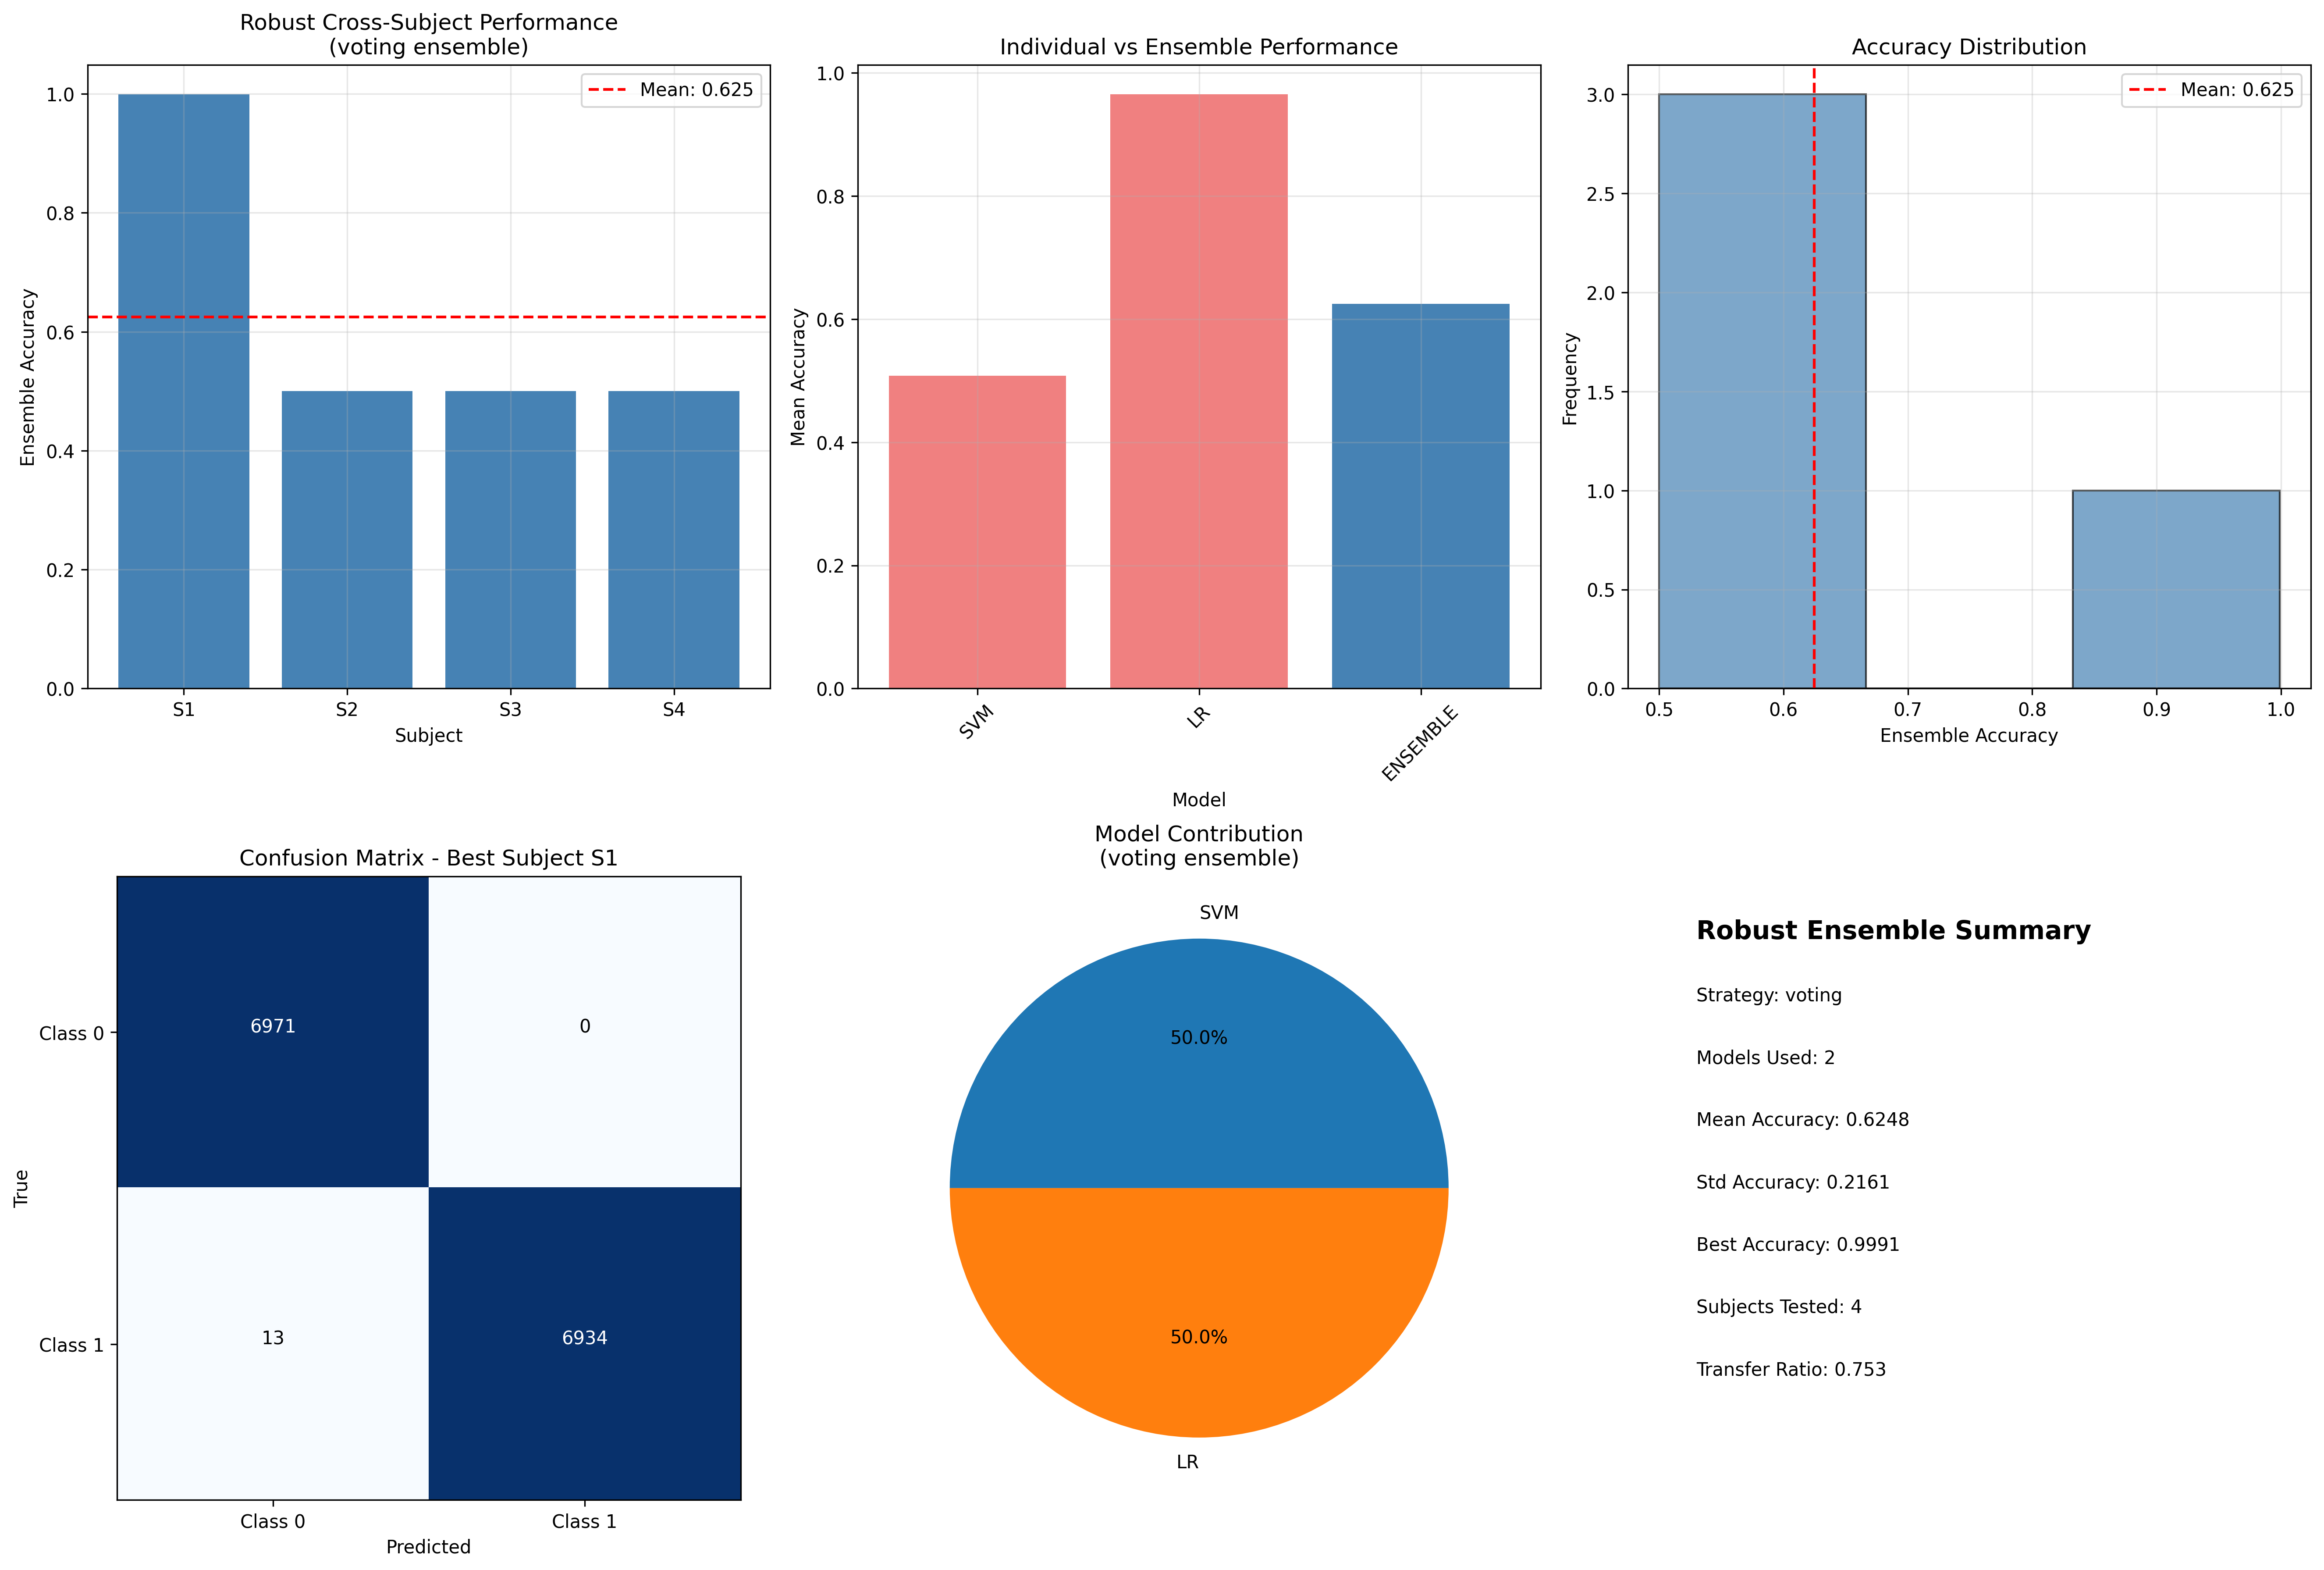 Robust Cross-Subject Performance
(voting ensemble)
Mean: 0.625
1.0
0.8
0.6
0.4
0.2
0.0
Ensemble Accuracy
S1 S2 S3 S4
Subject
Individual vs Ensemble Performance
1.0
0.8
0.6
0.4
0.2
0.0
Mean Accuracy
SVM LR ENSEMBLE
Model
Accuracy Distribution
Mean: 0.625
3.0
2.5
2.0
1.5
1.0
0.5
0.0
Frequency
0.5 0.6 0.7 0.8 0.9 1.0
Ensemble Accuracy
Confusion Matrix - Best Subject S1
True
Class 0 6971 0
Class 1 13 6934
Class 0 Class 1
Predicted
Model Contribution
(voting ensemble)
SVM
50.0%
50.0%
LR
Robust Ensemble Summary
Strategy: voting
Models Used: 2
Mean Accuracy: 0.6248
Std Accuracy: 0.2161
Best Accuracy: 0.9991
Subjects Tested: 4
Transfer Ratio: 0.753